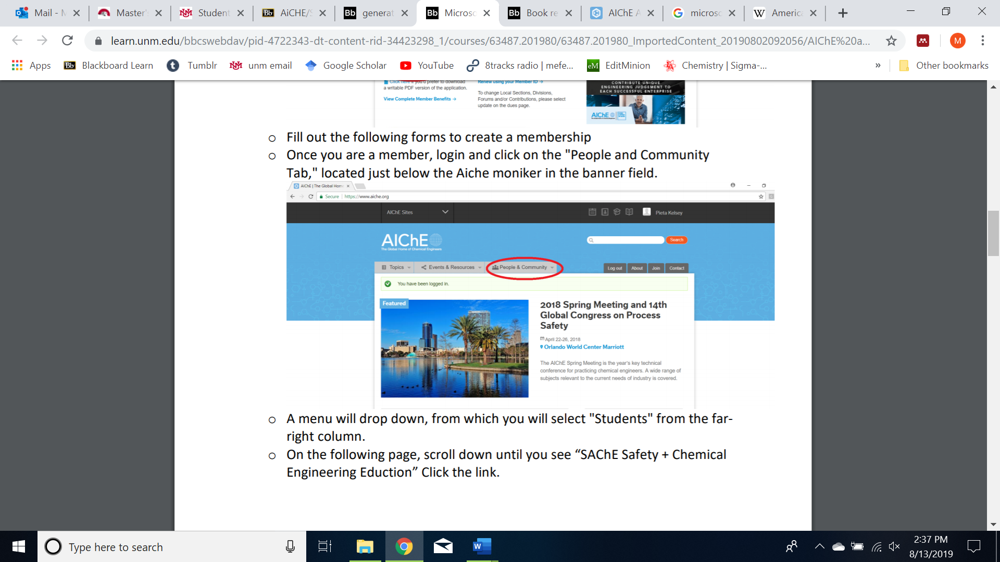 Mail - M
Master'
Student
AiCHE/S
generat
Microso
Book re
AIChE A
microso
America
learn.unm.edu/bbcswebdav/pid-4722343-dt-content-rid-34423298_1/courses/63487.201980/63487.201980_ImportedContent_20190802092056/AIChE%20a...
M
Apps
Bb Blackboard Learn
Tumblr
unm email
Google Scholar
YouTube
8tracks radio | mefe...
eM EditMinion
Chemistry | Sigma-...
»
Other bookmarks
Click here if you'd prefer to download
a writable PDF version of the application.
View Complete Member Benefits →
Renew using your Member ID →
To change Local Sections, Divisions,
Forums and/or Contributions, please select
update on the dues page.
CONTRIBUTE UNIQUE
ENGINEERING JUDGEMENT TO
EACH SUCCESSFUL ENTERPRISE
AIChE
o Fill out the following forms to create a membership
o Once you are a member, login and click on the "People and Community
Tab," located just below the Aiche moniker in the banner field.
AIChE | The Global Home
Secure | https://www.aiche.org
AIChE Sites
Pieta Kelsey
AIChE
The Global Home of Chemical Engineers
Search
Topics
Events & Resources
People & Community
Log out
About
Join
Contact
You have been logged in.
Featured
2018 Spring Meeting and 14th
Global Congress on Process
Safety
April 22-26, 2018
Orlando World Center Marriott
The AIChE Spring Meeting is the year's key technical
conference for practicing chemical engineers. A wide range of
subjects relevant to the current needs of industry is covered.
o A menu will drop down, from which you will select "Students" from the far-
right column.
o On the following page, scroll down until you see “SAChE Safety + Chemical
Engineering Eduction” Click the link.
Type here to search
2:37 PM
8/13/2019